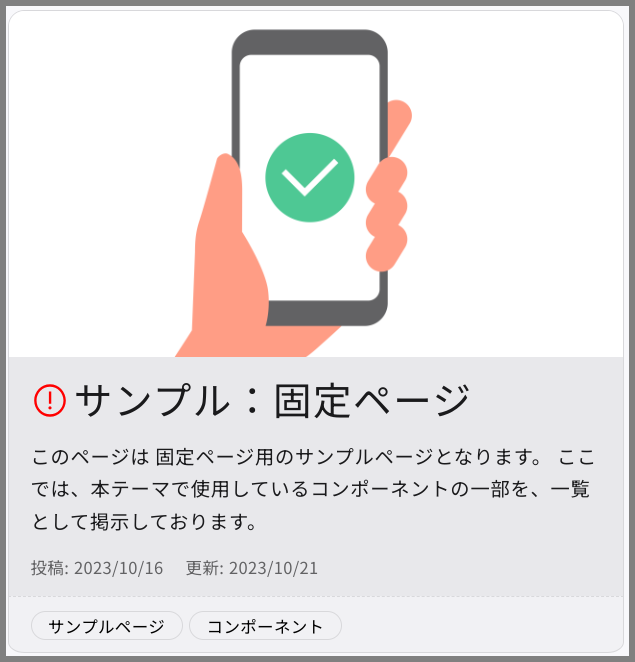 サンプル：固定ページ
このページは 固定ページ用のサンプルページとなります。 ここ
では、本テーマで使用しているコンポーネントの一部を、一覧
として掲示しております。
投稿: 2023/10/16 更新: 2023/10/21
サンプルページ コンポーネント